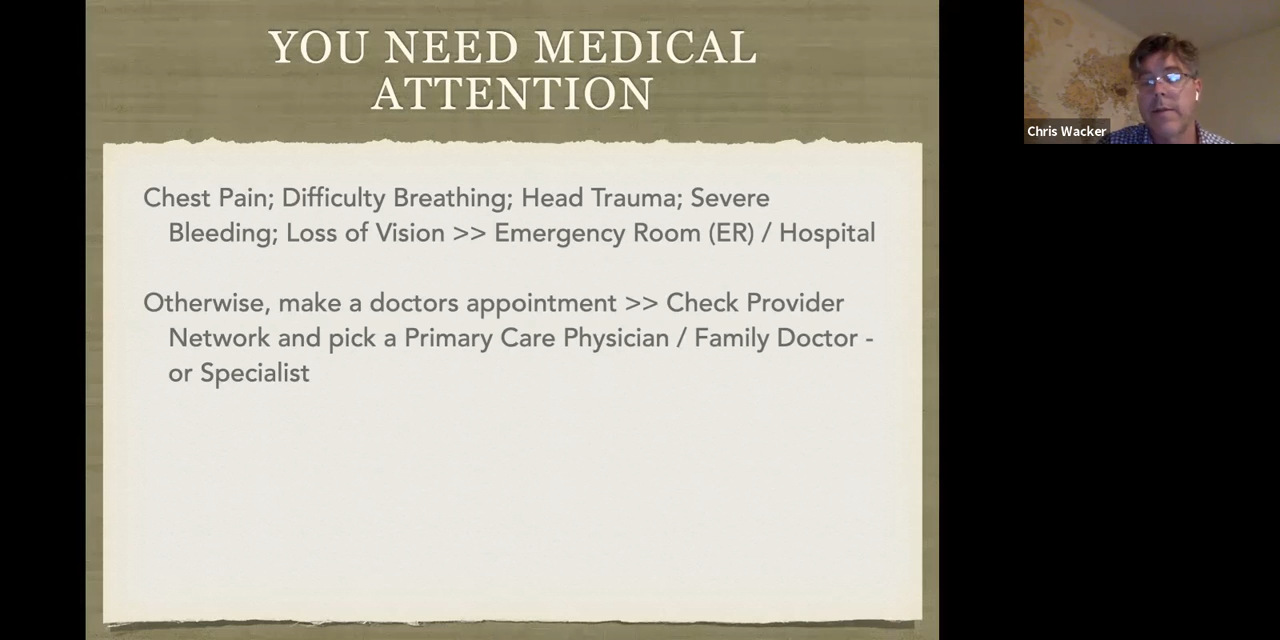 YOU NEED MEDICAL
ATTENTION
Chest Pain; Difficulty Breathing; Head Trauma; Severe
Bleeding; Loss of Vision >> Emergency Room (ER) / Hospital
Otherwise, make a doctors appointment >> Check Provider
Network and pick a Primary Care Physician / Family Doctor -
or Specialist
Chris Wacker